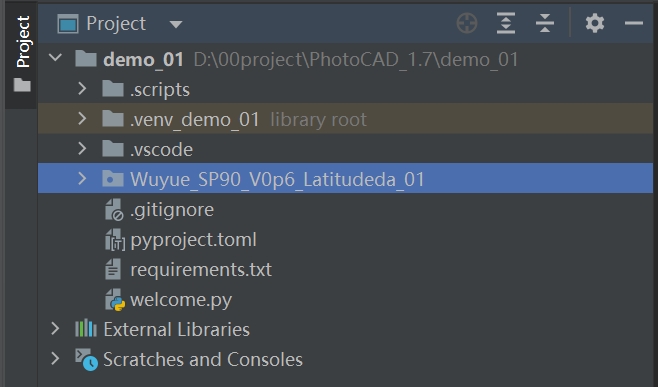 Project
Project
demo_01 D:\00project\PhotoCAD_1.7\demo_01
.scripts
.venv_demo_01 library root
.vscode
Wuyue_SP90_V0p6_Latitudeda_01
.gitignore
pyproject.toml
requirements.txt
welcome.py
External Libraries
Scratches and Consoles